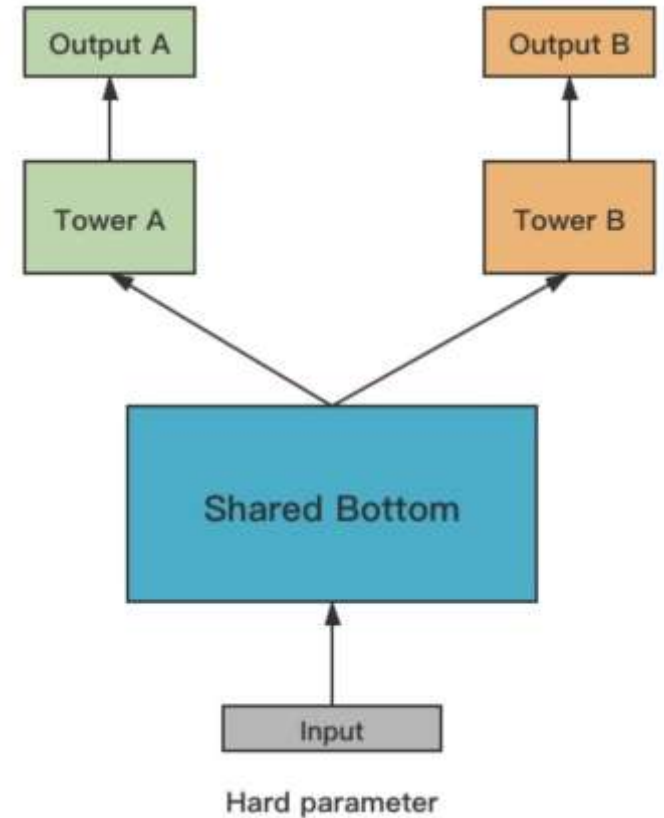 Output A
Output B
Tower A
Tower B
Shared Bottom
Input
Hard parameter